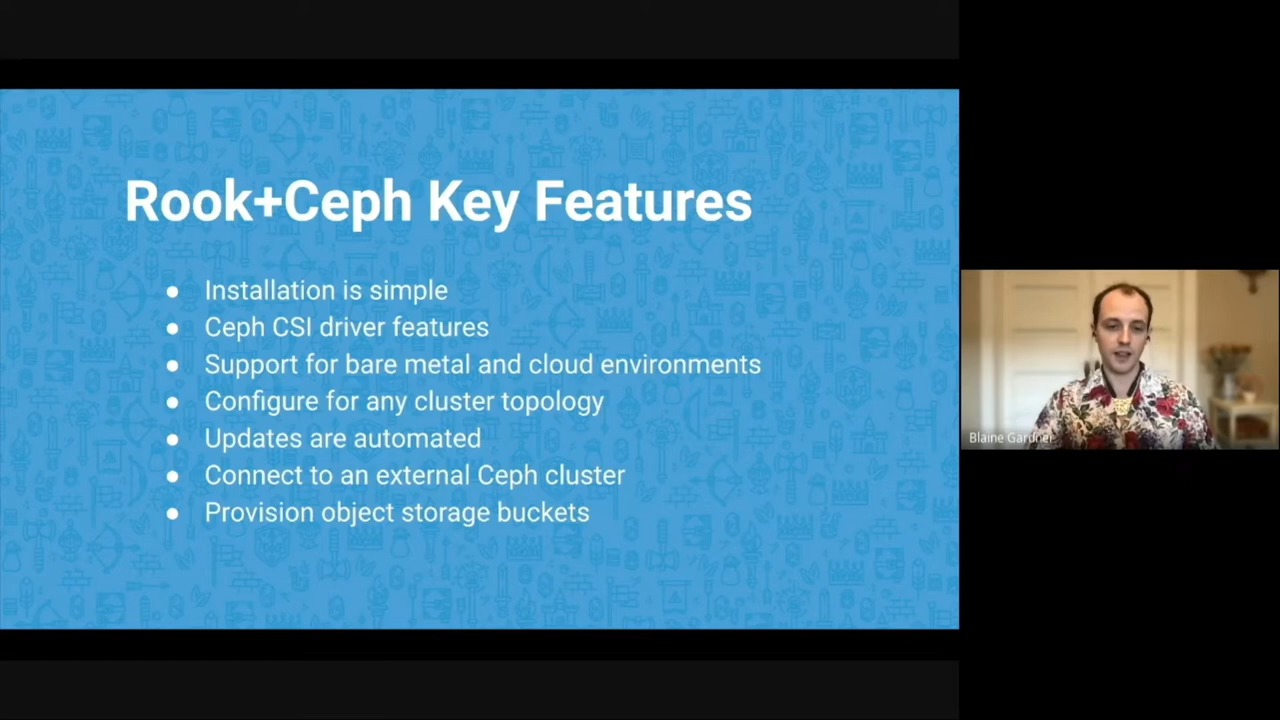 Rook+Ceph Key Features
● Installation is simple
● Ceph CSI driver features
● Support for bare metal and cloud environments
● Configure for any cluster topology
● Updates are automated
● Connect to an external Ceph cluster
● Provision object storage buckets
Blaine Gardner